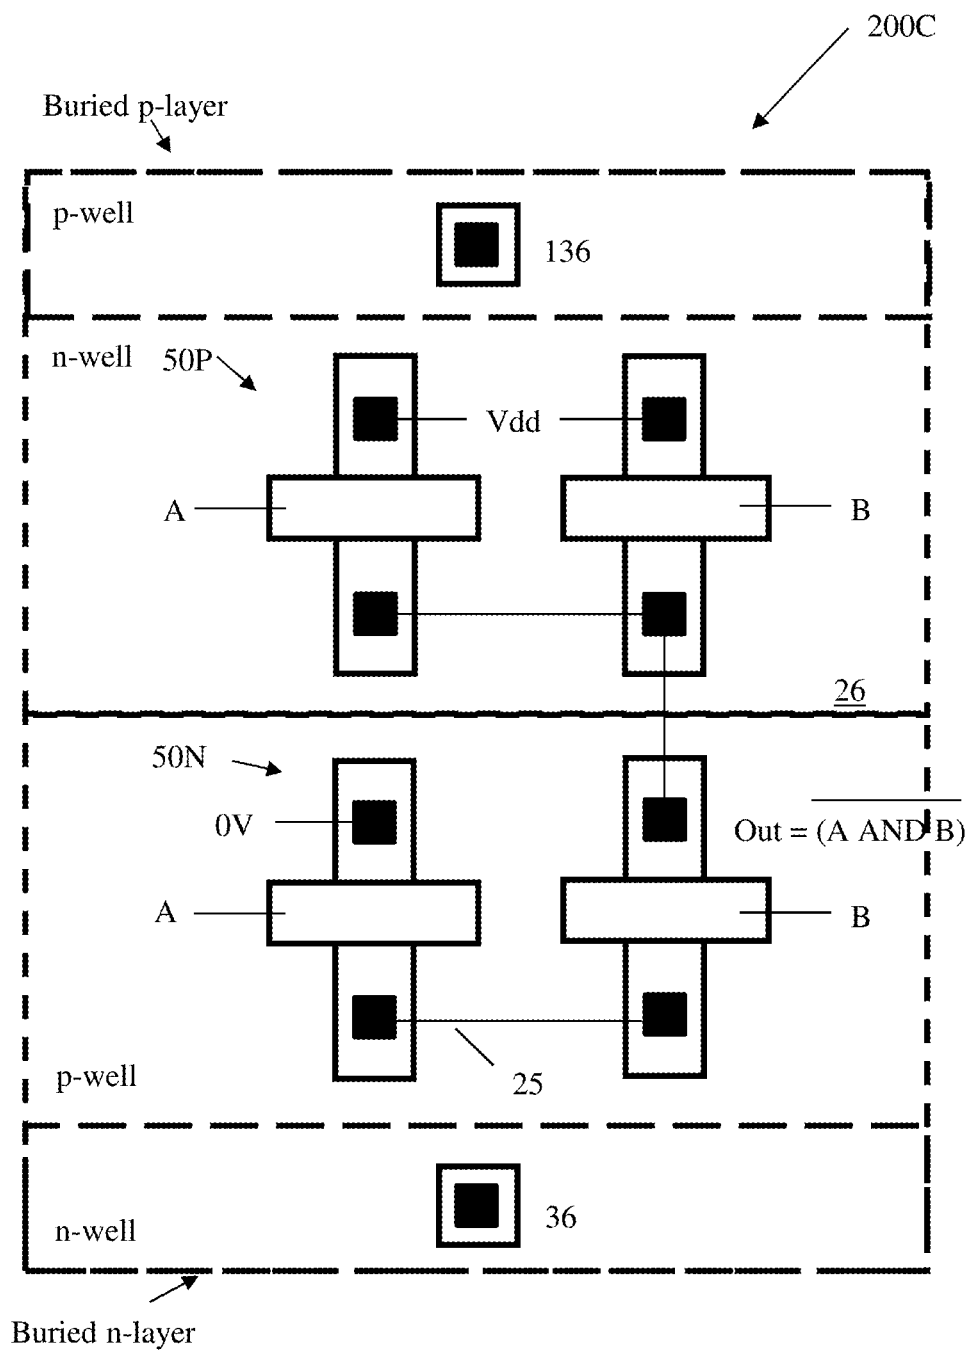 200C
Buried p-layer
p-well
136
n-well
50P
Vdd
A
B
26
50N
0V
Out = (A AND B)
A
B
25
p-well
36
n-well
Buried n-layer